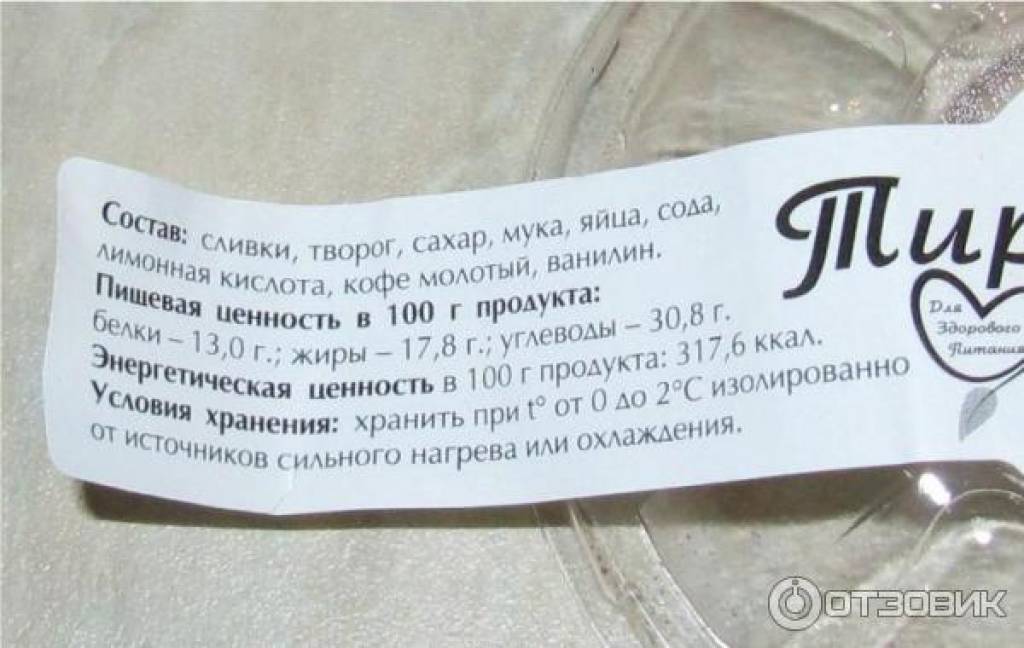 Состав: сливки, творог, сахар, мука, яйца, сода,
лимонная кислота, кофе молотый, ванилин.
Пищевая ценность в 100 г продукта:
белки – 13,0 г.; жиры – 17,8 г.; углеводы – 30,8 г.
Энергетическая ценность в 100 г продукта: 317,6 ккал.
Условия хранения: хранить при t° от 0 до 2°С изолированно
от источников сильного нагрева или охлаждения.
Тир
Для
Здорового
Питания
ОТЗОВИК